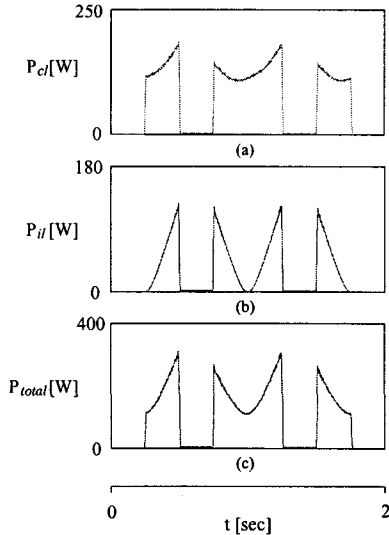 250
P_cl [W]
0
(a)
180
P_il [W]
0
(b)
400
P_total [W]
0
(c)
0 2
t [sec]